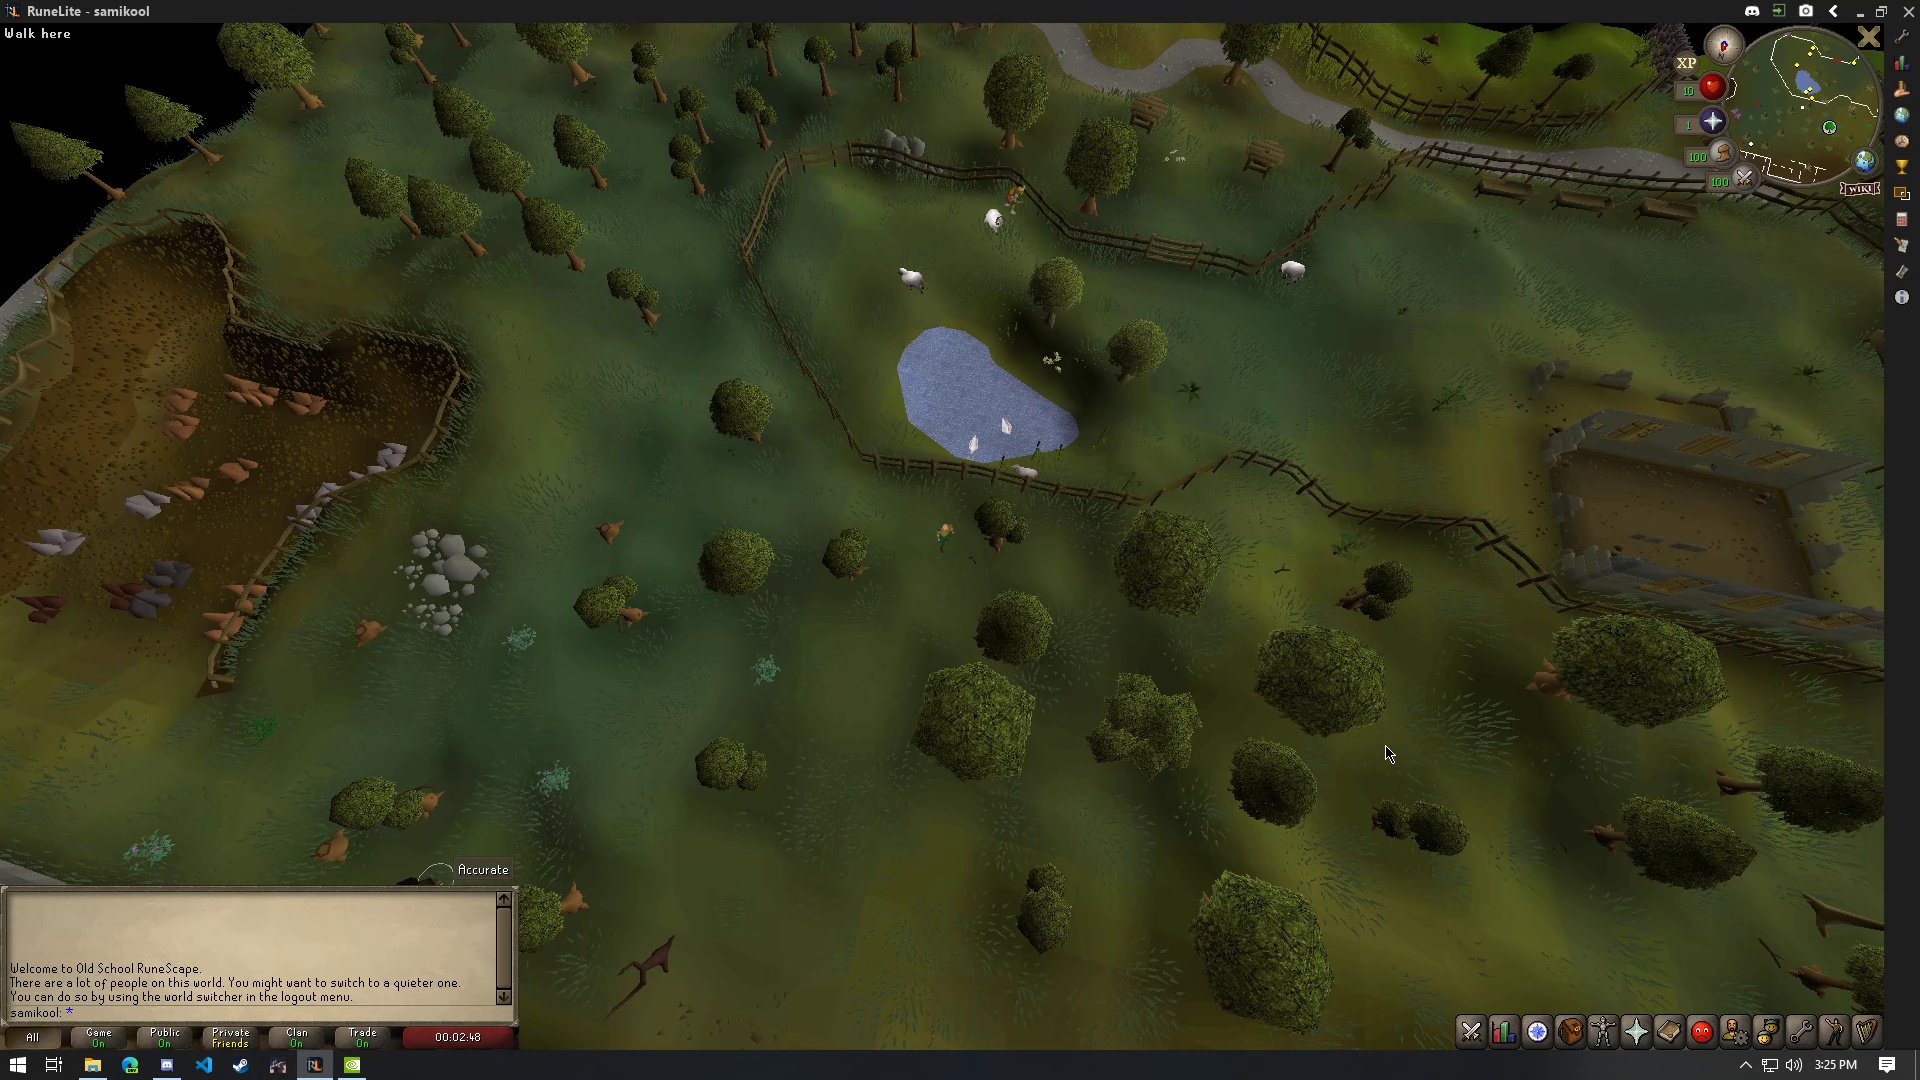 RuneLite - samikool
Walk here
XP
10
1
100
100
WIKI
Accurate
Welcome to Old School RuneScape.
There are a lot of people on this world. You might want to switch to a quieter one.
You can do so by using the world switcher in the logout menu.
samikool: *
All
Game
On
Public
On
Private
Friends
Clan
On
Trade
On
00:02:48
3:25 PM